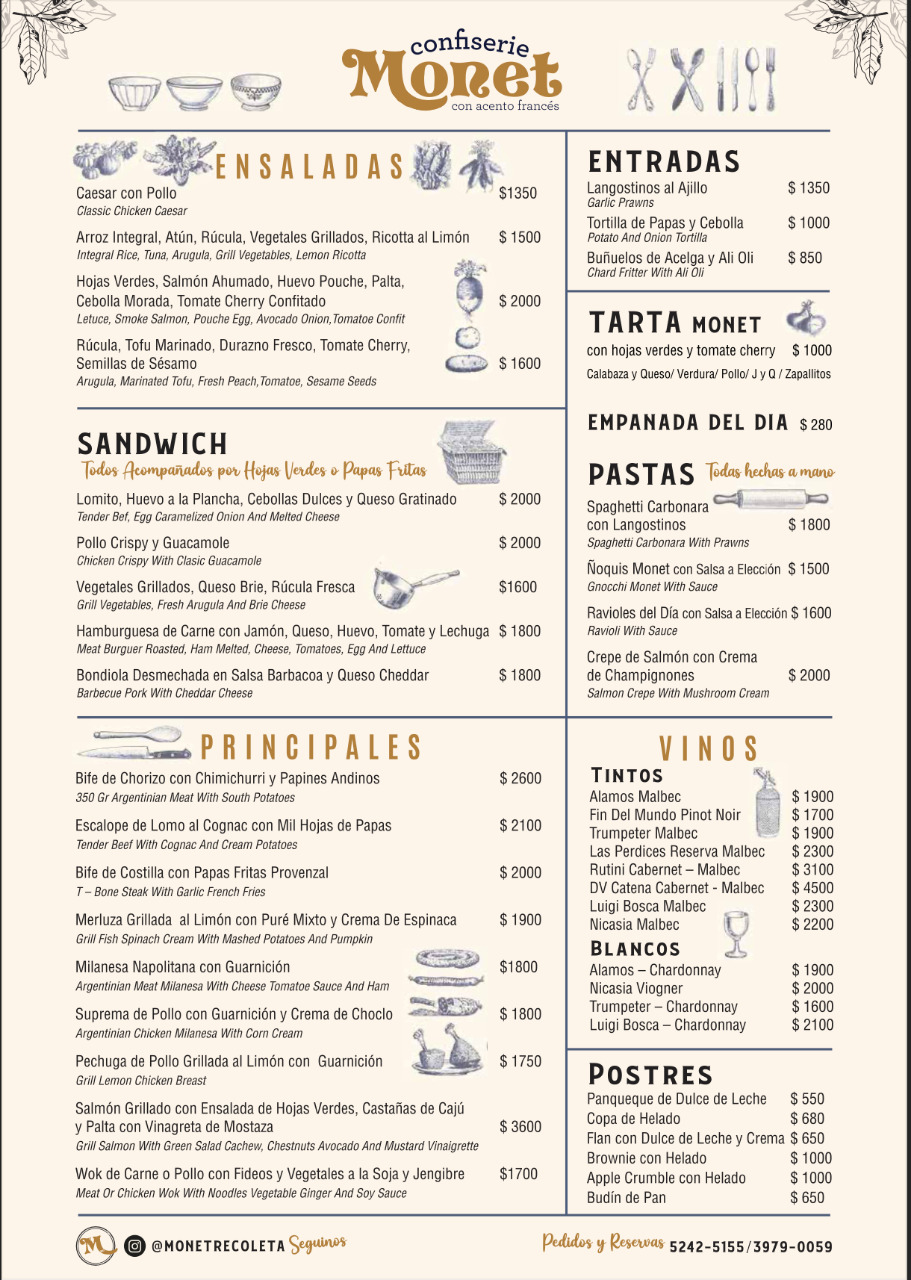 confiserie
Monet
con acento francés
ENSALADAS
Caesar con Pollo $1350
Classic Chicken Caesar
Arroz Integral, Atún, Rúcula, Vegetales Grillados, Ricotta al Limón $ 1500
Integral Rice, Tuna, Arugula, Grill Vegetables, Lemon Ricotta
Hojas Verdes, Salmón Ahumado, Huevo Pouche, Palta,
Cebolla Morada, Tomate Cherry Confitado $ 2000
Letuce, Smoke Salmon, Pouche Egg, Avocado Onion,Tomatoe Confit
Rúcula, Tofu Marinado, Durazno Fresco, Tomate Cherry,
Semillas de Sésamo $ 1600
Arugula, Marinated Tofu, Fresh Peach,Tomatoe, Sesame Seeds
SANDWICH
Todos Acompañados por Hojas Verdes o Papas Fritas
Lomito, Huevo a la Plancha, Cebollas Dulces y Queso Gratinado $ 2000
Tender Bef, Egg Caramelized Onion And Melted Cheese
Pollo Crispy y Guacamole $ 2000
Chicken Crispy With Clasic Guacamole
Vegetales Grillados, Queso Brie, Rúcula Fresca $1600
Grill Vegetables, Fresh Arugula And Brie Cheese
Hamburguesa de Carne con Jamón, Queso, Huevo, Tomate y Lechuga $ 1800
Meat Burguer Roasted, Ham Melted, Cheese, Tomatoes, Egg And Lettuce
Bondiola Desmechada en Salsa Barbacoa y Queso Cheddar $ 1800
Barbecue Pork With Cheddar Cheese
PRINCIPALES
Bife de Chorizo con Chimichurri y Papines Andinos $ 2600
350 Gr Argentinian Meat With South Potatoes
Escalope de Lomo al Cognac con Mil Hojas de Papas $ 2100
Tender Beef With Cognac And Cream Potatoes
Bife de Costilla con Papas Fritas Provenzal $ 2000
T – Bone Steak With Garlic French Fries
Merluza Grillada al Limón con Puré Mixto y Crema De Espinaca $ 1900
Grill Fish Spinach Cream With Mashed Potatoes And Pumpkin
Milanesa Napolitana con Guarnición $1800
Argentinian Meat Milanesa With Cheese Tomatoe Sauce And Ham
Suprema de Pollo con Guarnición y Crema de Choclo $ 1800
Argentinian Chicken Milanesa With Corn Cream
Pechuga de Pollo Grillada al Limón con Guarnición $ 1750
Grill Lemon Chicken Breast
Salmón Grillado con Ensalada de Hojas Verdes, Castañas de Cajú
y Palta con Vinagreta de Mostaza $ 3600
Grill Salmon With Green Salad Cachew, Chestnuts Avocado And Mustard Vinaigrette
Wok de Carne o Pollo con Fideos y Vegetales a la Soja y Jengibre $1700
Meat Or Chicken Wok With Noodles Vegetable Ginger And Soy Sauce
ENTRADAS
Langostinos al Ajillo $ 1350
Garlic Prawns
Tortilla de Papas y Cebolla $ 1000
Potato And Onion Tortilla
Buñuelos de Acelga y Ali Oli $ 850
Chard Fritter With Ali Oli
TARTA MONET
con hojas verdes y tomate cherry $ 1000
Calabaza y Queso/ Verdura/ Pollo/ J y Q / Zapallitos
EMPANADA DEL DIA $ 280
PASTAS Todas hechas a mano
Spaghetti Carbonara
con Langostinos $ 1800
Spaghetti Carbonara With Prawns
Ñoquis Monet con Salsa a Elección $ 1500
Gnocchi Monet With Sauce
Ravioles del Día con Salsa a Elección $ 1600
Ravioli With Sauce
Crepe de Salmón con Crema
de Champignones $ 2000
Salmon Crepe With Mushroom Cream
VINOS
TINTOS
Alamos Malbec $ 1900
Fin Del Mundo Pinot Noir $ 1700
Trumpeter Malbec $ 1900
Las Perdices Reserva Malbec $ 2300
Rutini Cabernet – Malbec $ 3100
DV Catena Cabernet - Malbec $ 4500
Luigi Bosca Malbec $ 2300
Nicasia Malbec $ 2200
BLANCOS
Alamos – Chardonnay $ 1900
Nicasia Viogner $ 2000
Trumpeter – Chardonnay $ 1600
Luigi Bosca – Chardonnay $ 2100
POSTRES
Panqueque de Dulce de Leche $ 550
Copa de Helado $ 680
Flan con Dulce de Leche y Crema $ 650
Brownie con Helado $ 1000
Apple Crumble con Helado $ 1000
Budín de Pan $ 650
M @MONETRECOLETA Seguinos
Pedidos y Reservas 5242-5155/3979-0059